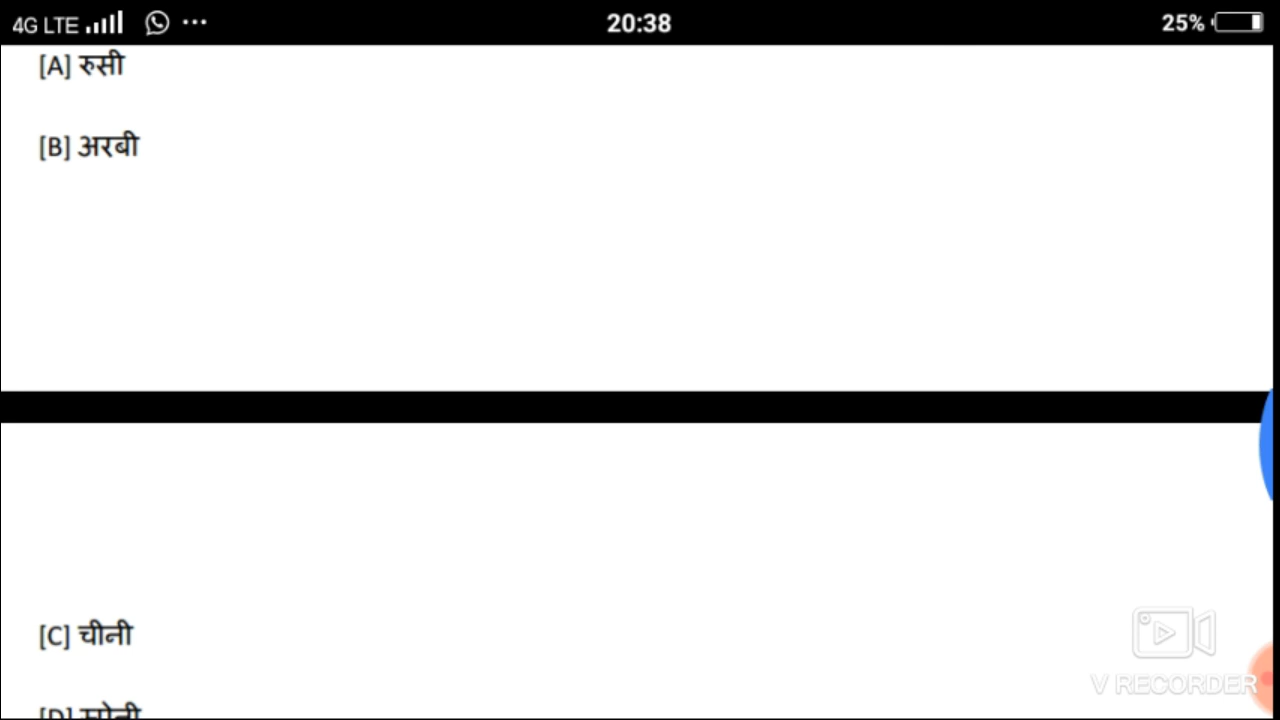 4G LTE ... 20:38 25%
[A] रुसी
[B] अरबी
[C] चीनी
V RECORDER
[D]